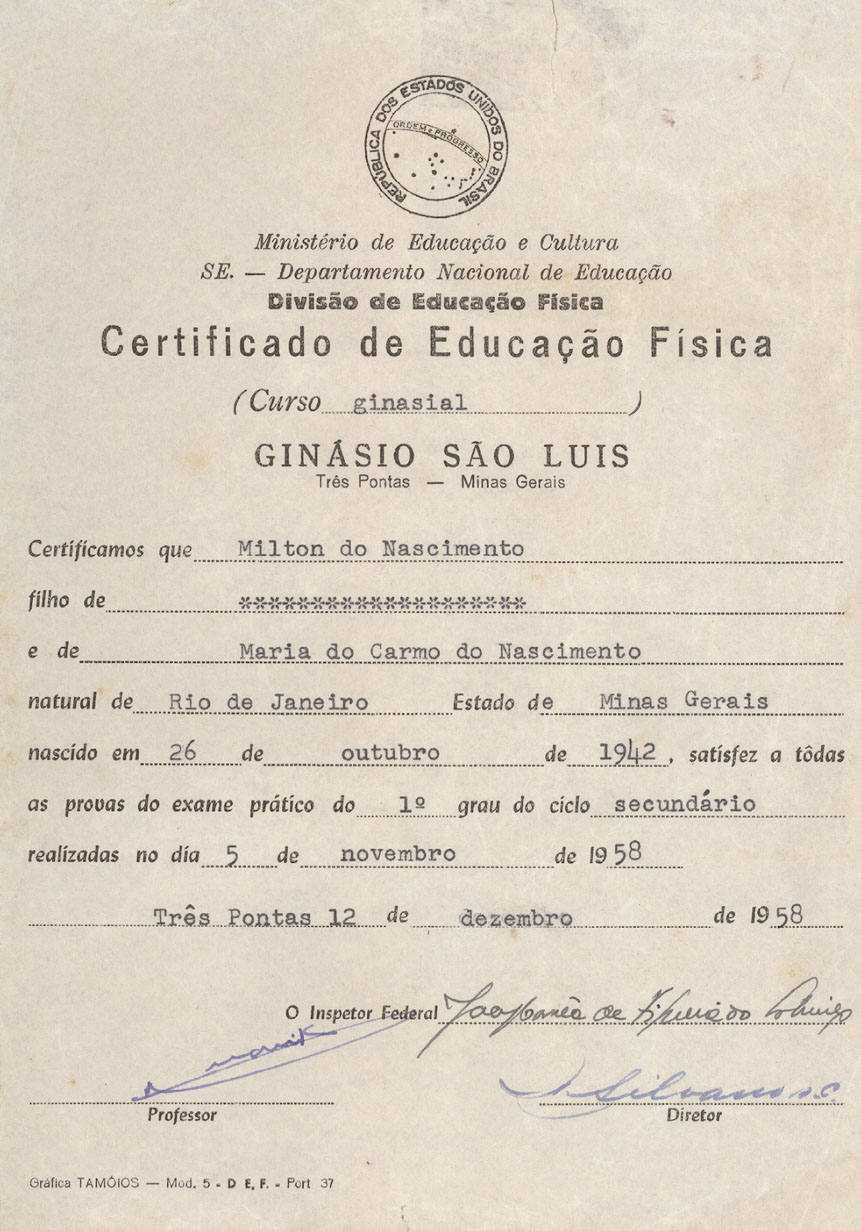 REPÚBLICA DOS ESTADOS UNIDOS DO BRASIL
ORDEM E PROGRESSO
Ministério de Educação e Cultura
SE. — Departamento Nacional de Educação
Divisão de Educação Física
Certificado de Educação Física
(Curso ginasial)
GINÁSIO SÃO LUIS
Três Pontas — Minas Gerais
Certificamos que Milton do Nascimento
filho de ********************
e de Maria do Carmo do Nascimento
natural de Rio de Janeiro Estado de Minas Gerais
nascido em 26 de outubro de 1942, satisfez a tôdas
as provas do exame prático do 1º grau do ciclo secundário
realizadas no dia 5 de novembro de 1958
Três Pontas 12 de dezembro de 1958
O Inspetor Federal de
Silvano
Professor Diretor
Gráfica TAMÓIOS — Mod. 5 - D E. F. - Port 37